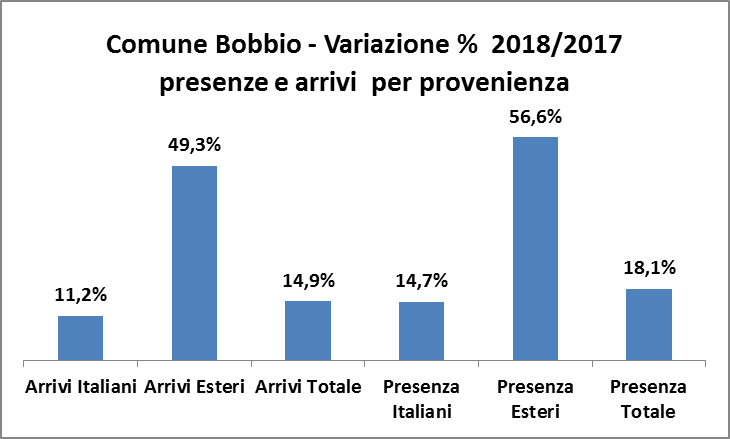 Comune Bobbio - Variazione %  2018/2017
presenze e arrivi  per provenienza
56,6%
49,3%
18,1%
14,9%
14,7%
11,2%
Arrivi Italiani
Arrivi Esteri
Arrivi Totale
Presenza
Italiani
Presenza
Esteri
Presenza
Totale